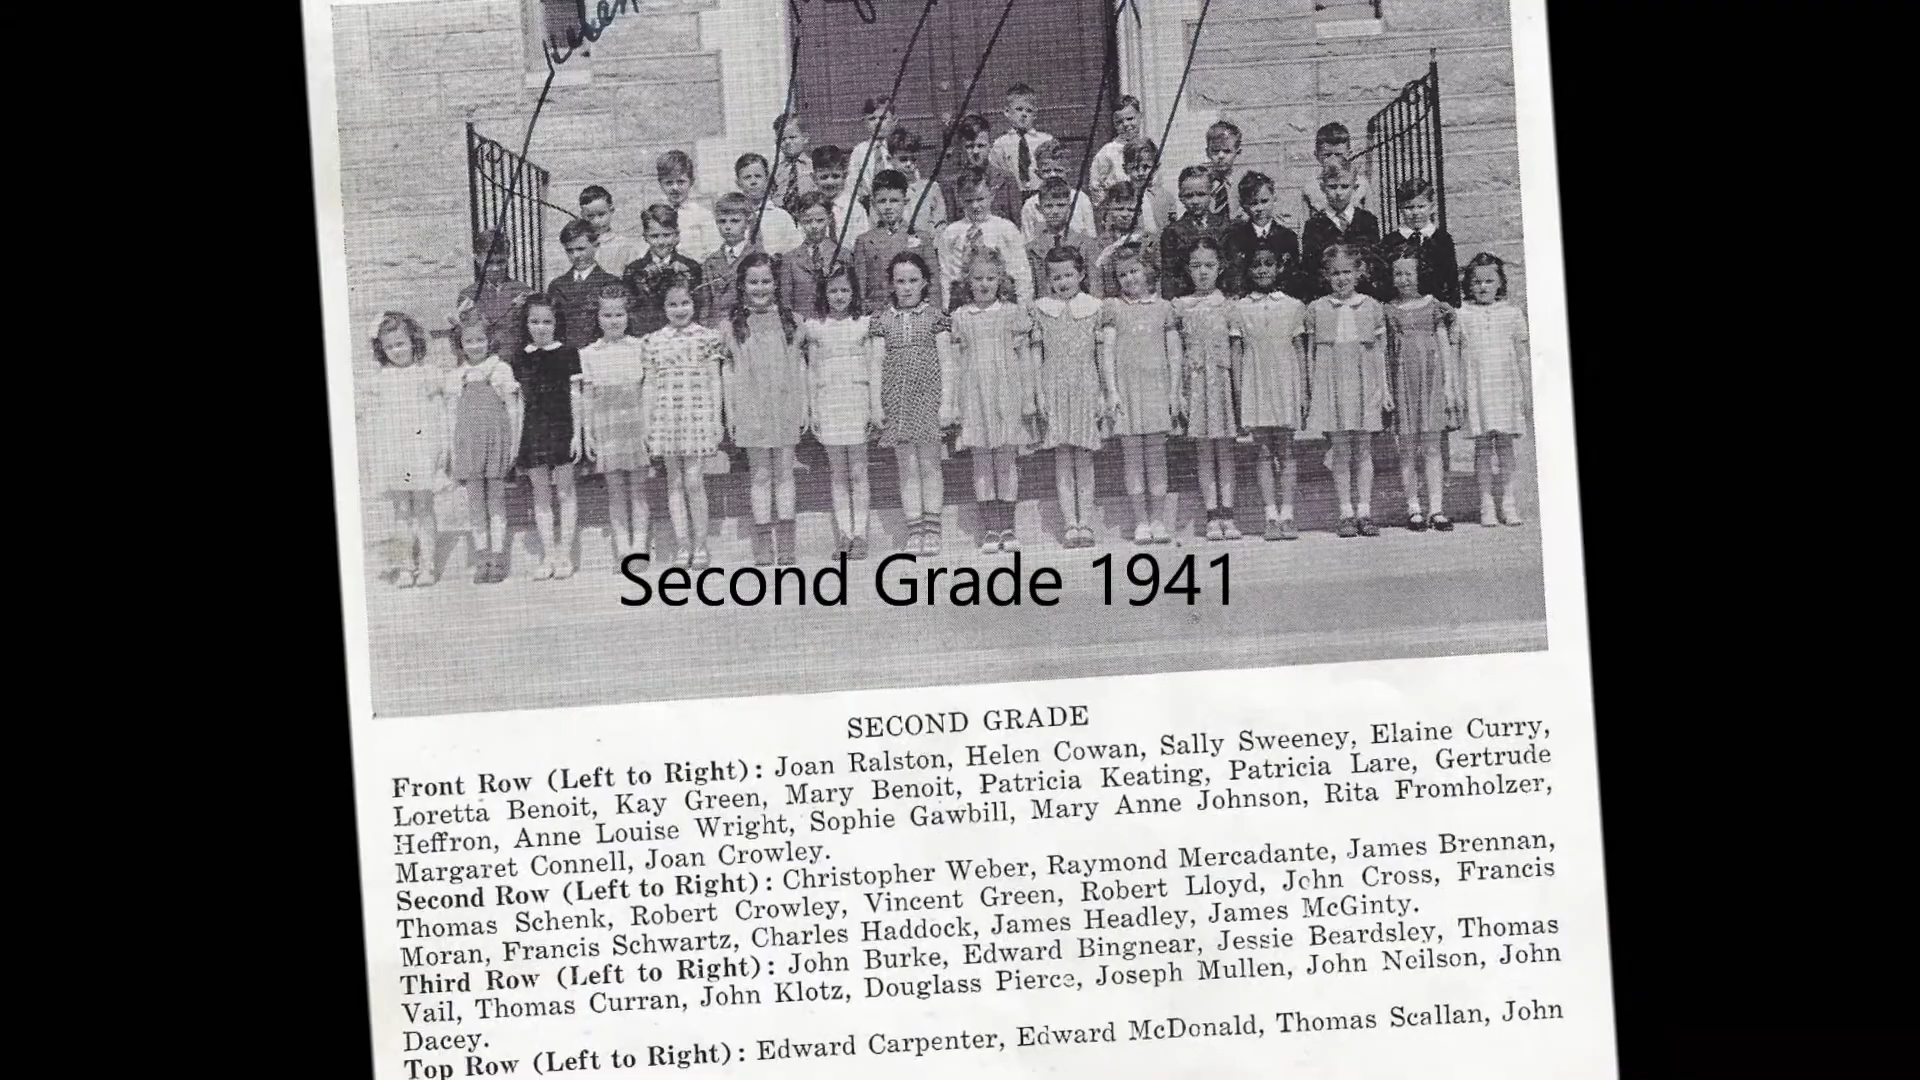 Helen
Second Grade 1941
SECOND GRADE
Front Row (Left to Right): Joan Ralston, Helen Cowan, Sally Sweeney, Elaine Curry,
Loretta Benoit, Kay Green, Mary Benoit, Patricia Keating, Patricia Lare, Gertrude
Heffron, Anne Louise Wright, Sophie Gawbill, Mary Anne Johnson, Rita Fromholzer,
Margaret Connell, Joan Crowley.
Second Row (Left to Right): Christopher Weber, Raymond Mercadante, James Brennan,
Thomas Schenk, Robert Crowley, Vincent Green, Robert Lloyd, John Cross, Francis
Moran, Francis Schwartz, Charles Haddock, James Headley, James McGinty.
Third Row (Left to Right): John Burke, Edward Bingnear, Jessie Beardsley, Thomas
Vail, Thomas Curran, John Klotz, Douglass Pierce, Joseph Mullen, John Neilson, John
Dacey.
Top Row (Left to Right): Edward Carpenter, Edward McDonald, Thomas Scallan, John